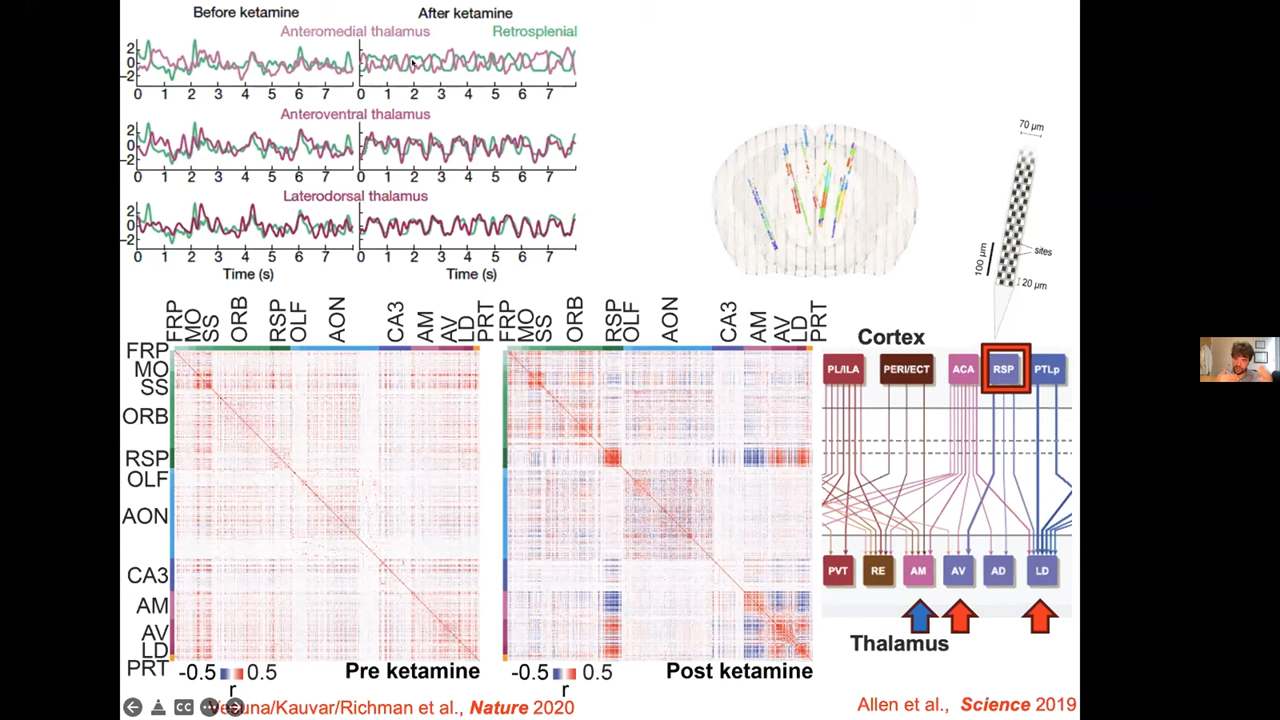 Before ketamine
After ketamine
Anteromedial thalamus
Retrosplenial
2
0
−2
0 1 2 3 4 5 6 7
0 1 2 3 4 5 6 7
Anteroventral thalamus
2
0
−2
0 1 2 3 4 5 6 7
0 1 2 3 4 5 6 7
Laterodorsal thalamus
2
0
−2
0 1 2 3 4 5 6 7
0 1 2 3 4 5 6 7
Time (s)
Time (s)
70 µm
100 µm
sites
20 µm
FRP MO SS ORB RSP OLF AON CA3 AM AV LD PRT
FRP MO SS ORB RSP OLF AON CA3 AM AV LD PRT
FRP
MO
SS
ORB
RSP
OLF
AON
CA3
AM
AV
LD
PRT
-0.5 0.5
r
Pre ketamine
-0.5 0.5
r
Post ketamine
Cortex
PL/ILA PERI/ECT ACA RSP PTLp
PVT RE AM AV AD LD
Thalamus
CC
Vesuna/Kauvar/Richman et al., Nature 2020
Allen et al., Science 2019